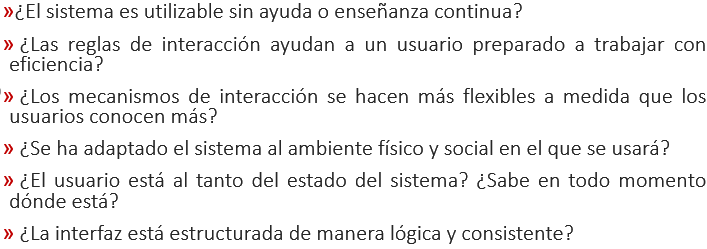 »¿El sistema es utilizable sin ayuda o enseñanza continua?
» ¿Las reglas de interacción ayudan a un usuario preparado a trabajar con
eficiencia?
» ¿Los mecanismos de interacción se hacen más flexibles a medida que los
usuarios conocen más?
» ¿Se ha adaptado el sistema al ambiente físico y social en el que se usará?
» ¿El usuario está al tanto del estado del sistema? ¿Sabe en todo momento
dónde está?
» ¿La interfaz está estructurada de manera lógica y consistente?